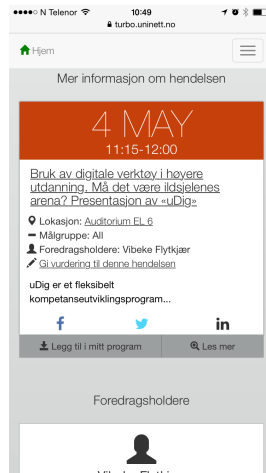 N Telenor 10:49
turbo.uninett.no
Hjem
Mer informasjon om hendelsen
4 MAY
11:15-12:00
Bruk av digitale verktøy i høyere
utdanning. Må det være ildsjelenes
arena? Presentasjon av «uDig»
Lokasjon: Auditorium EL 6
Målgruppe: All
Foredragsholdere: Vibeke Flytkjær
Gi vurdering til denne hendelsen
uDig er et fleksibelt
kompetanseutviklingsprogram...
f in
Legg til i mitt program Les mer
Foredragsholdere